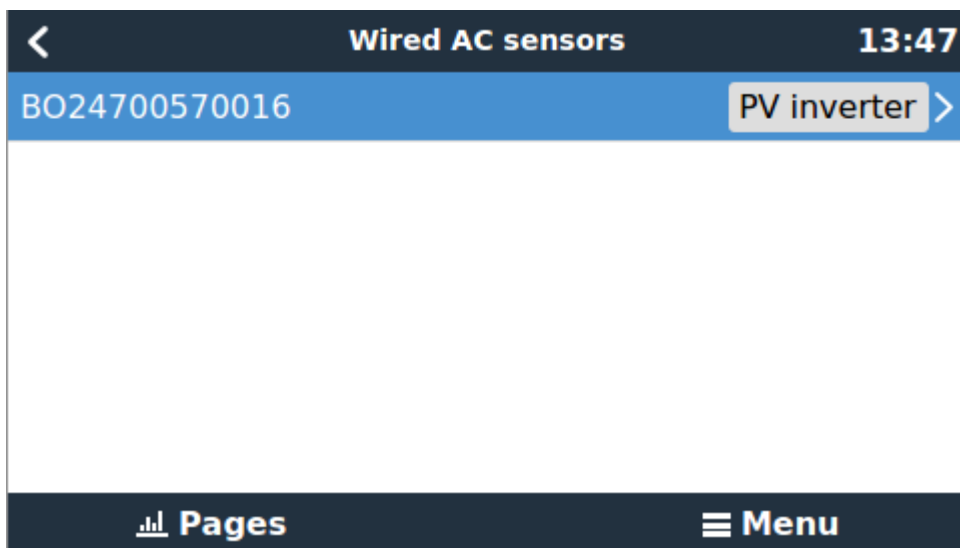 Wired AC sensors 13:47
BO24700570016 PV inverter
Pages Menu